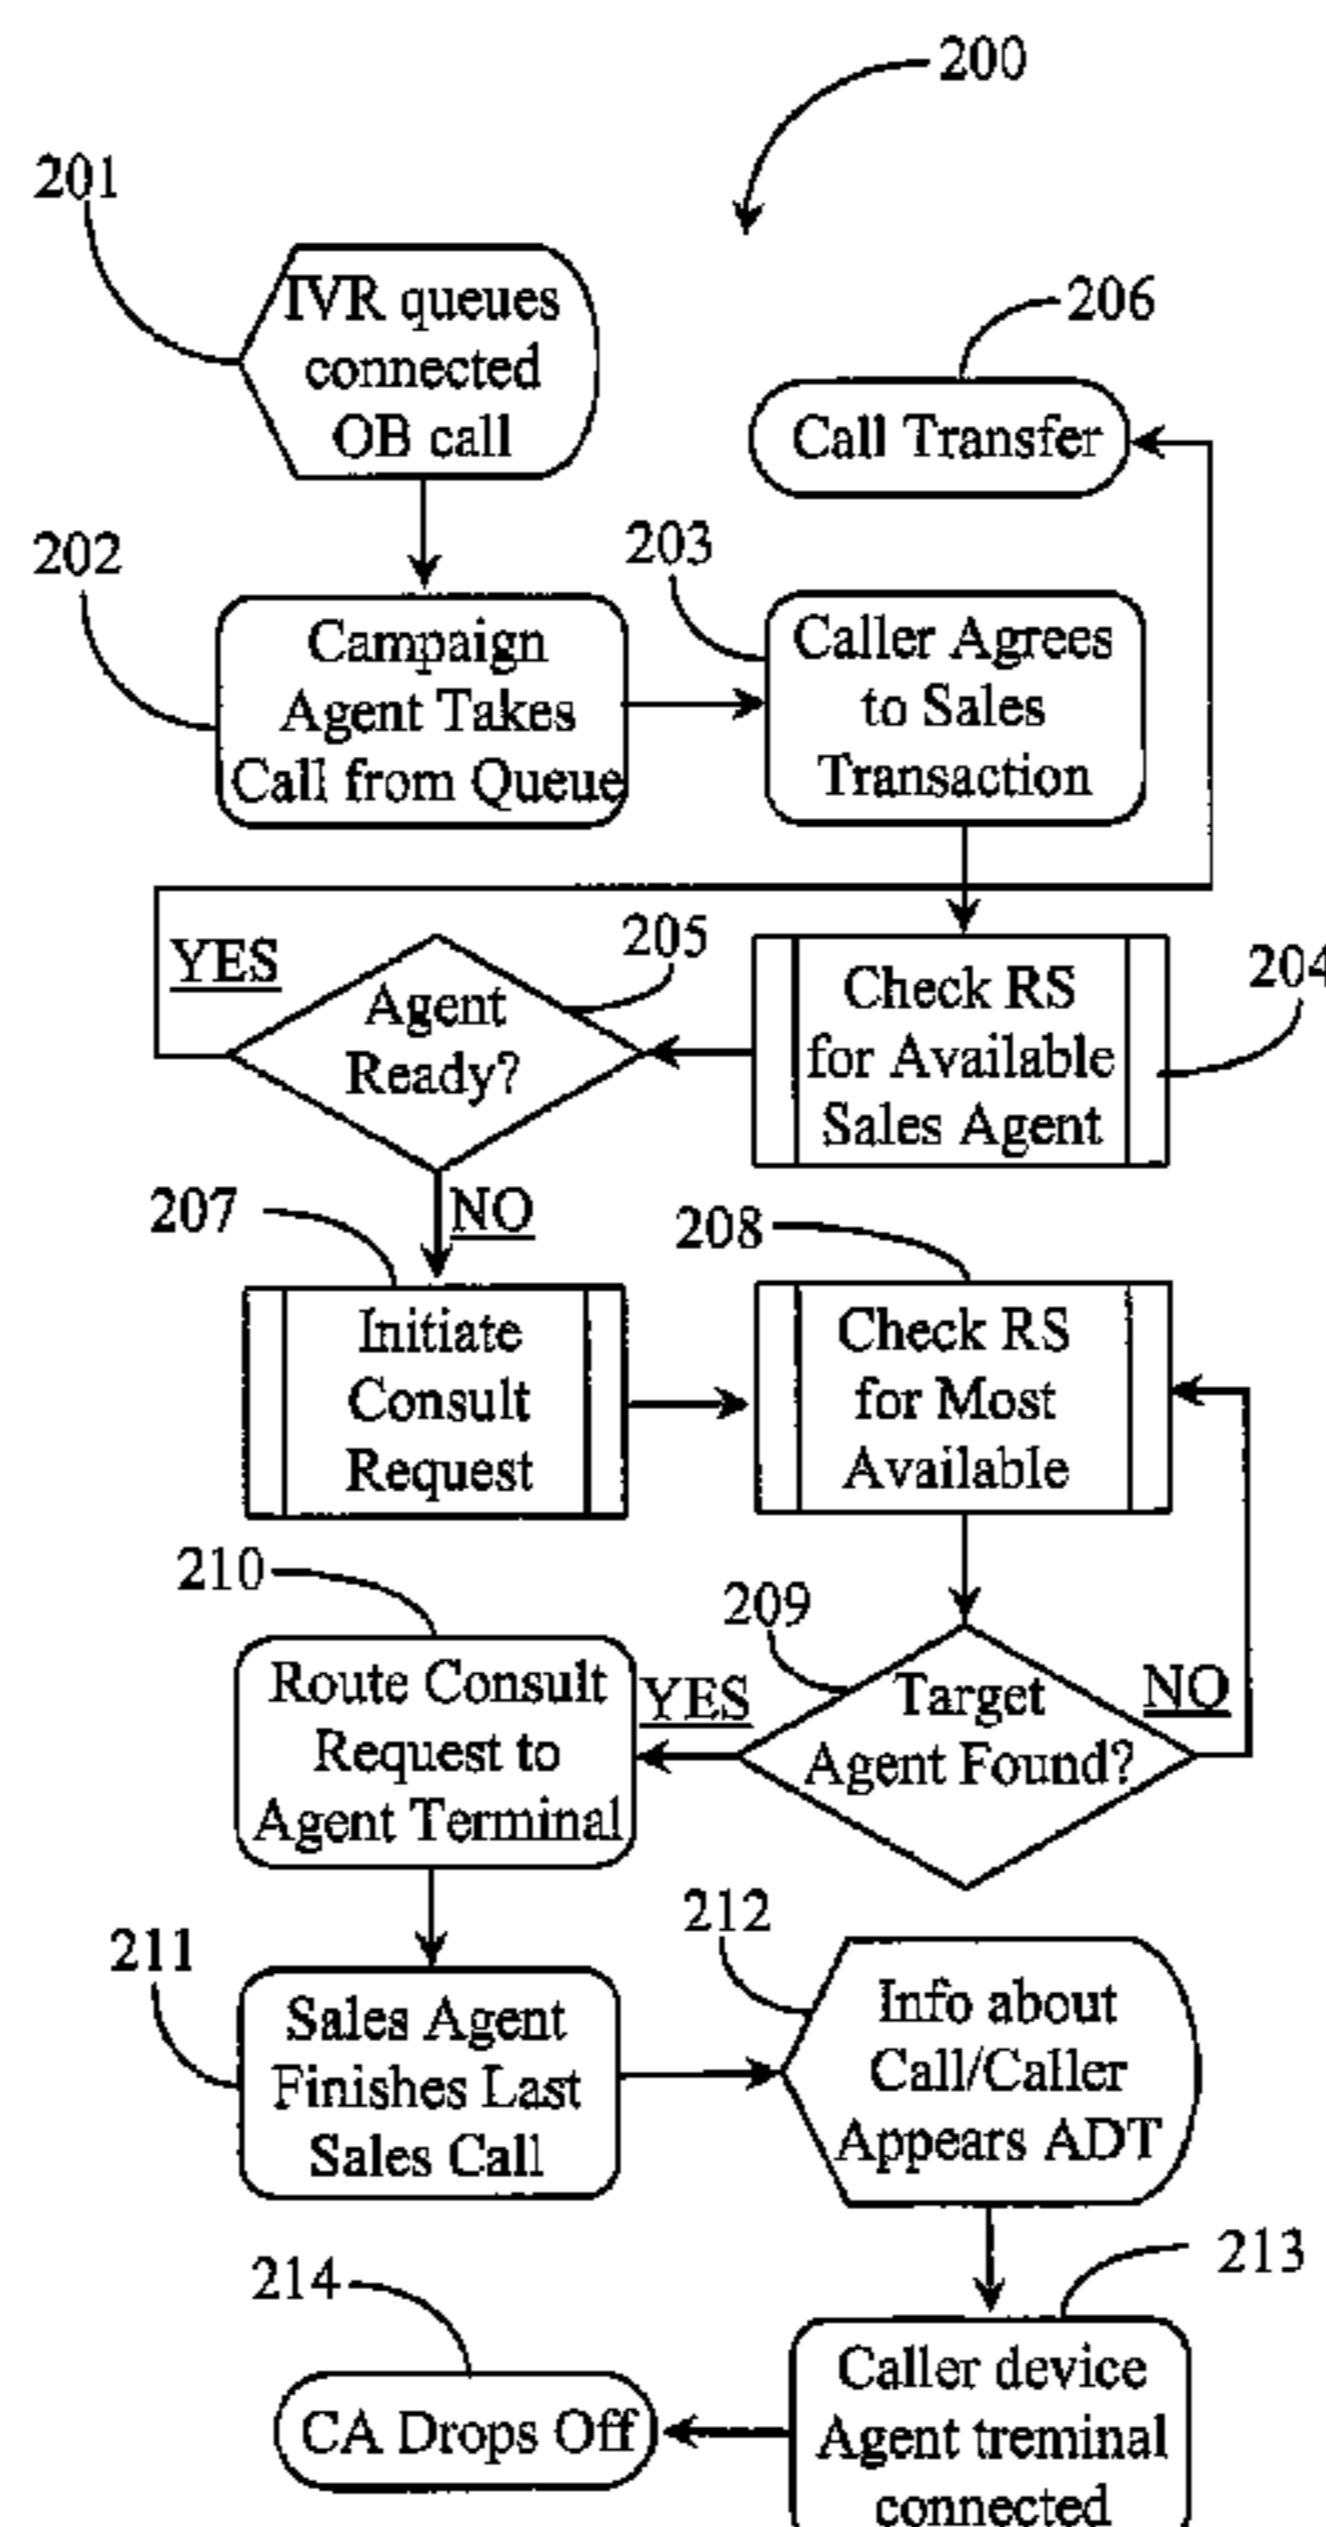 200
201
IVR queues
connected
OB call
206
Call Transfer
202
Campaign
Agent Takes
Call from Queue
203
Caller Agrees
to Sales
Transaction
204
Check RS
for Available
Sales Agent
205
Agent
Ready?
YES
NO
207
Initiate
Consult
Request
208
Check RS
for Most
Available
209
Target
Agent Found?
YES
NO
210
Route Consult
Request to
Agent Terminal
211
Sales Agent
Finishes Last
Sales Call
212
Info about
Call/Caller
Appears ADT
213
Caller device
Agent treminal
connected
214
CA Drops Off